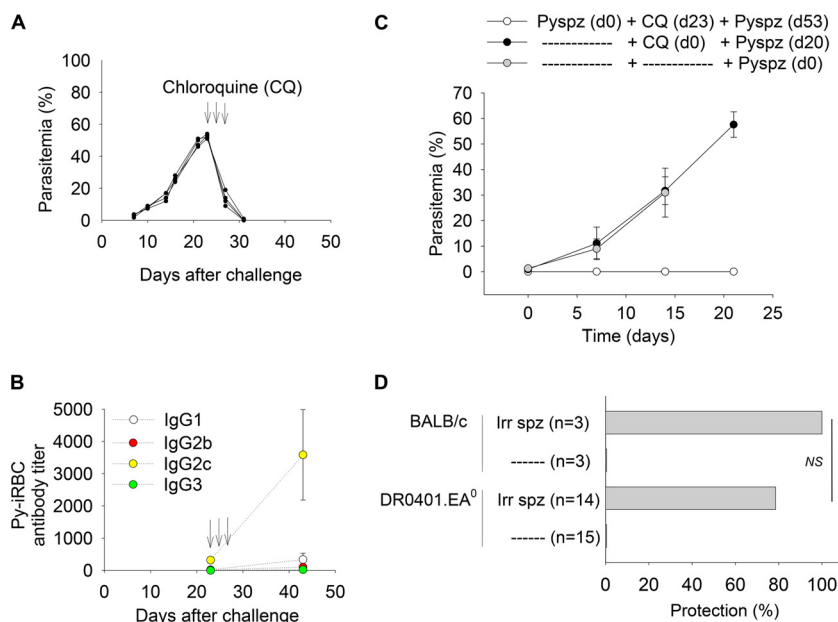 A
Parasitemia (%)
100
80
60
40
20
0
Chloroquine (CQ)
0 10 20 30 40 50
Days after challenge
C
Pyspz (d0) + CQ (d23) + Pyspz (d53)
------------ + CQ (d0) + Pyspz (d20)
------------ + ------------ + Pyspz (d0)
Parasitemia (%)
70
60
50
40
30
20
10
0
0 5 10 15 20 25
Time (days)
B
Py-iRBC
antibody titer
5000
4000
3000
2000
1000
0
IgG1
IgG2b
IgG2c
IgG3
0 10 20 30 40 50
Days after challenge
D
BALB/c
Irr spz (n=3)
------ (n=3)
DR0401.EA⁰
Irr spz (n=14)
------ (n=15)
NS
0 20 40 60 80 100
Protection (%)